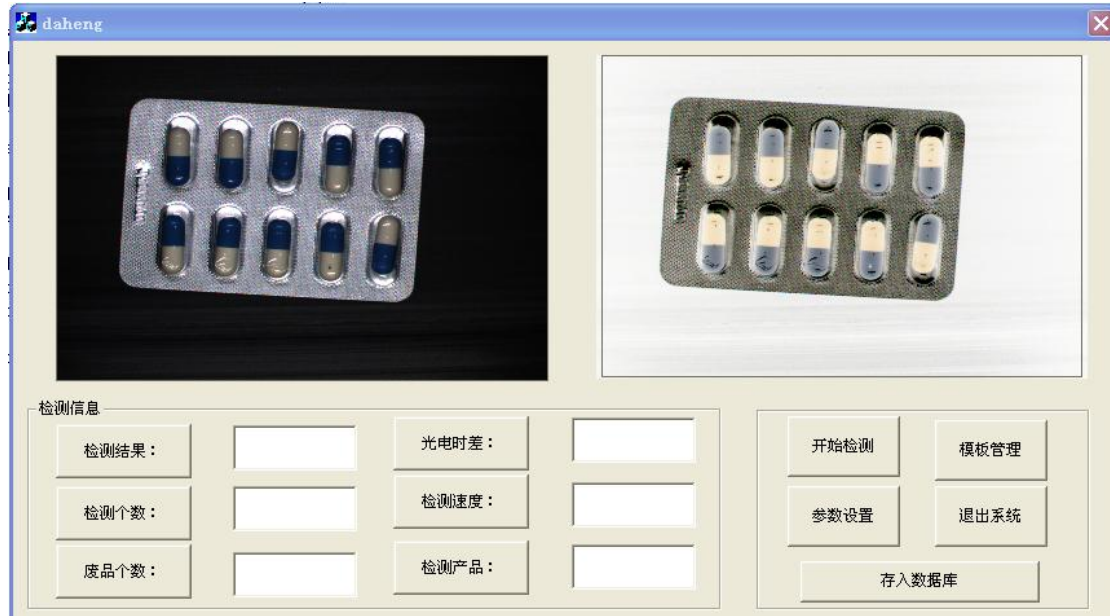 daheng
检测信息
检测结果：
光电时差：
开始检测
模板管理
检测个数：
检测速度：
参数设置
退出系统
废品个数：
检测产品：
存入数据库